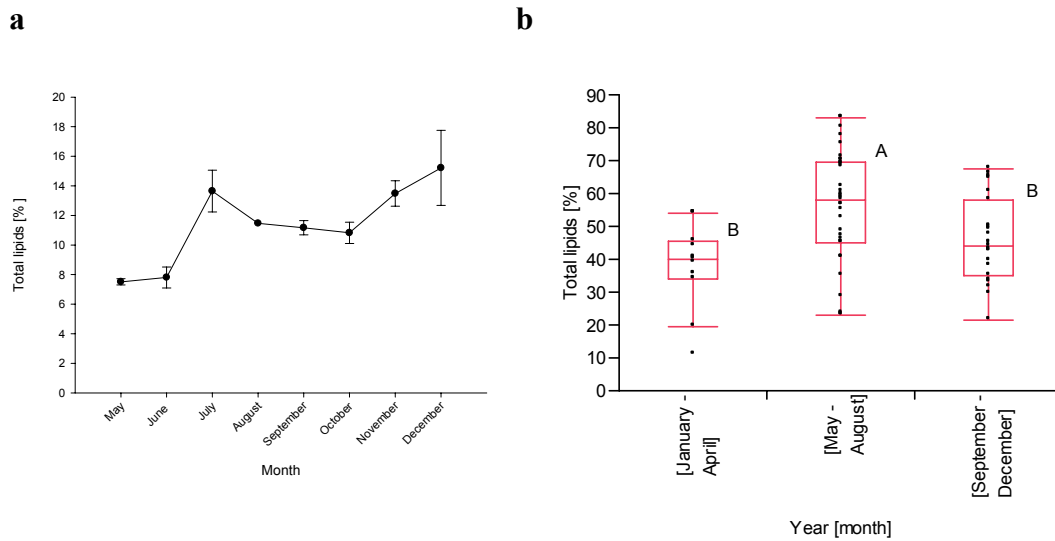 a
b
Total lipids [%]
20
18
16
14
12
10
8
6
4
2
0
May
June
July
August
September
October
November
December
Month
Total lipids [%]
90
80
70
60
50
40
30
20
10
0
B
A
B
[January -
April]
[May -
August]
[September -
December]
Year [month]